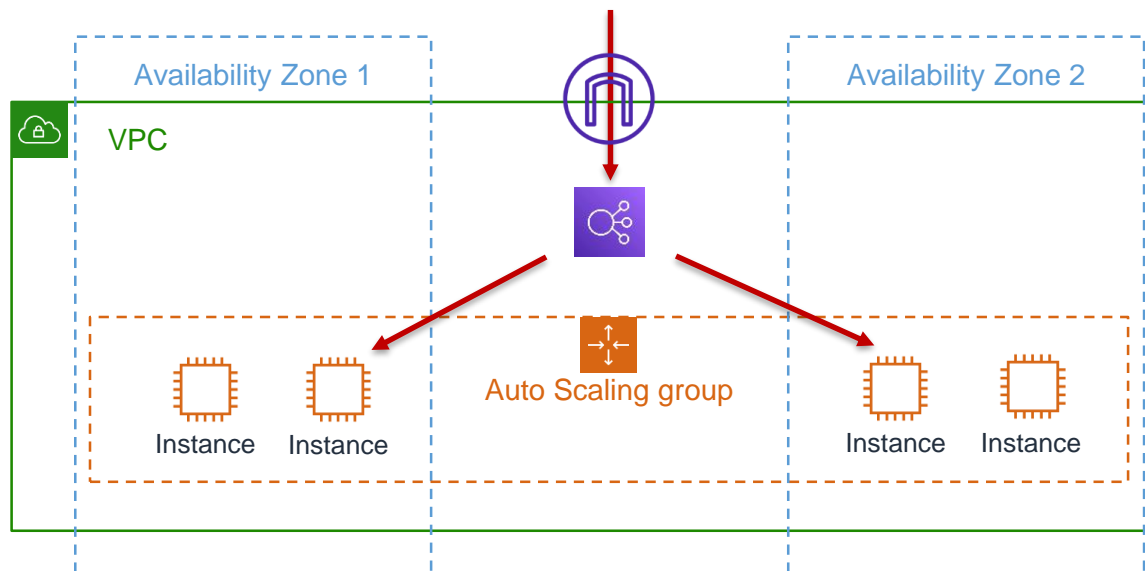 Availability Zone 1
Availability Zone 2
VPC
Auto Scaling group
Instance
Instance
Instance
Instance